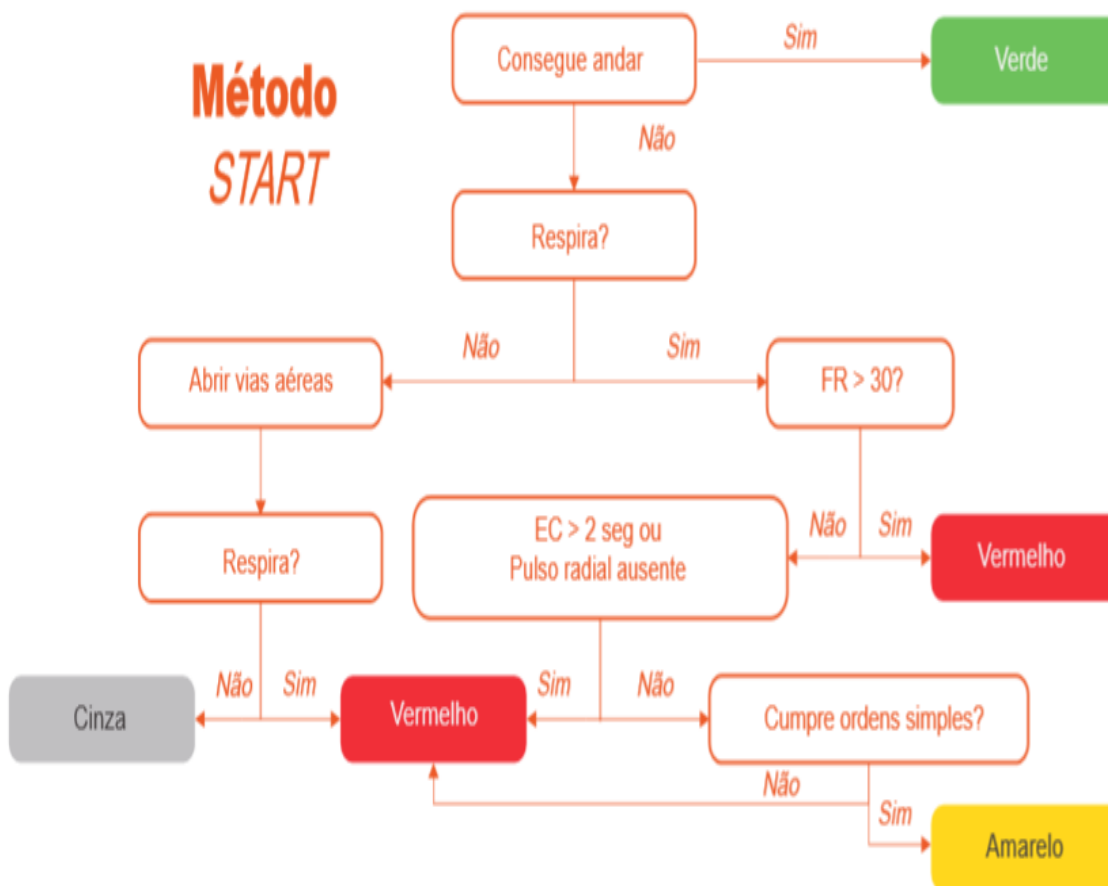 Método
START
Consegue andar
Sim
Verde
Não
Respira?
Não
Sim
Abrir vias aéreas
FR > 30?
Respira?
EC > 2 seg ou
Pulso radial ausente
Não
Sim
Vermelho
Não
Sim
Cinza
Vermelho
Sim
Não
Cumpre ordens simples?
Não
Sim
Amarelo